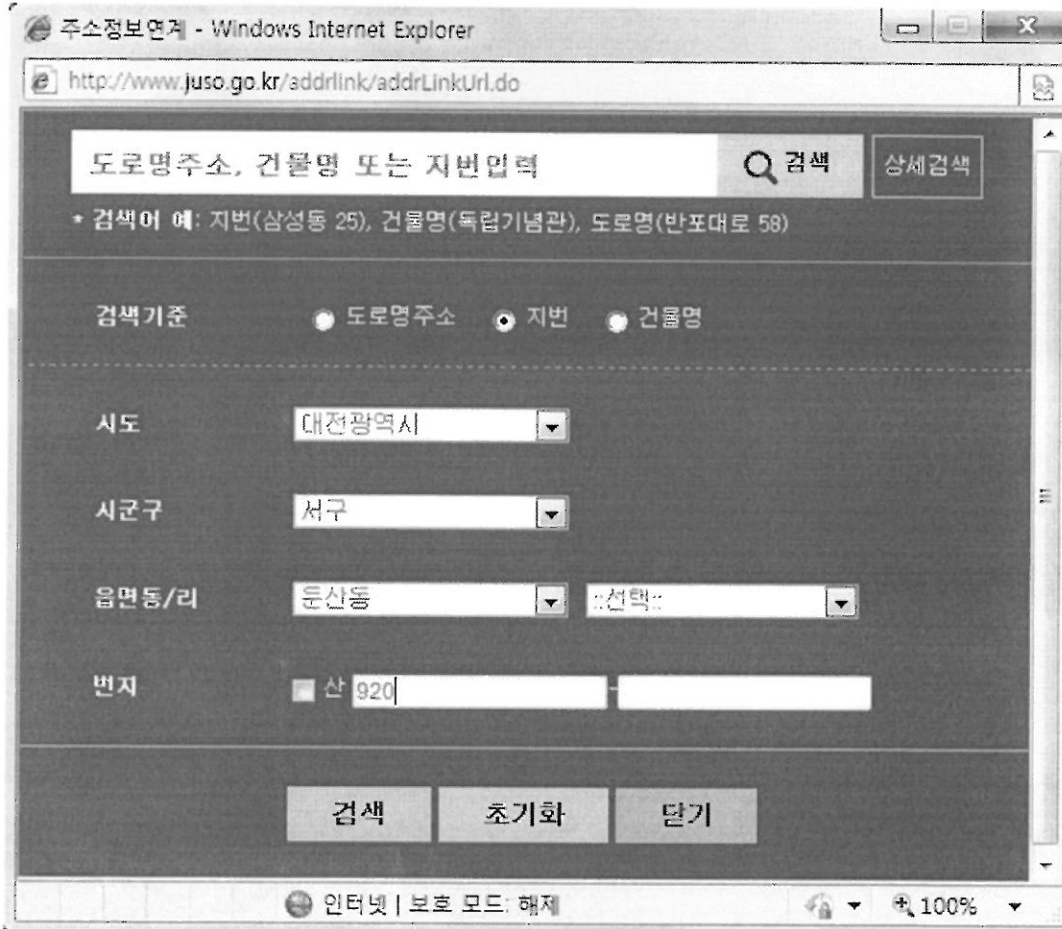 주소정보연계 - Windows Internet Explorer
http://www.juso.go.kr/addrlink/addrLinkUrl.do
도로명주소, 건물명 또는 지번입력 검색 상세검색
* 검색어 예: 지번(삼성동 25), 건물명(독립기념관), 도로명(반포대로 58)
검색기준 도로명주소 지번 건물명
시도 대전광역시
시군구 서구
읍면동/리 둔산동 ::선택::
번지 산 920 -
검색 초기화 닫기
인터넷 | 보호 모드: 해제 100%